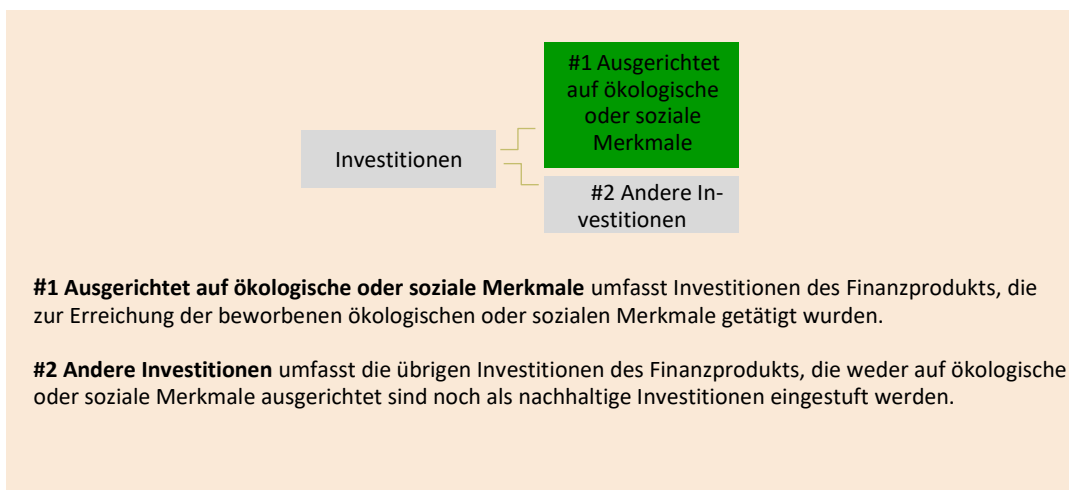 #1 Ausgerichtet
auf ökologische
oder soziale
Merkmale
Investitionen
#2 Andere In-
vestitionen
#1 Ausgerichtet auf ökologische oder soziale Merkmale umfasst Investitionen des Finanzprodukts, die
zur Erreichung der beworbenen ökologischen oder sozialen Merkmale getätigt wurden.
#2 Andere Investitionen umfasst die übrigen Investitionen des Finanzprodukts, die weder auf ökologische
oder soziale Merkmale ausgerichtet sind noch als nachhaltige Investitionen eingestuft werden.